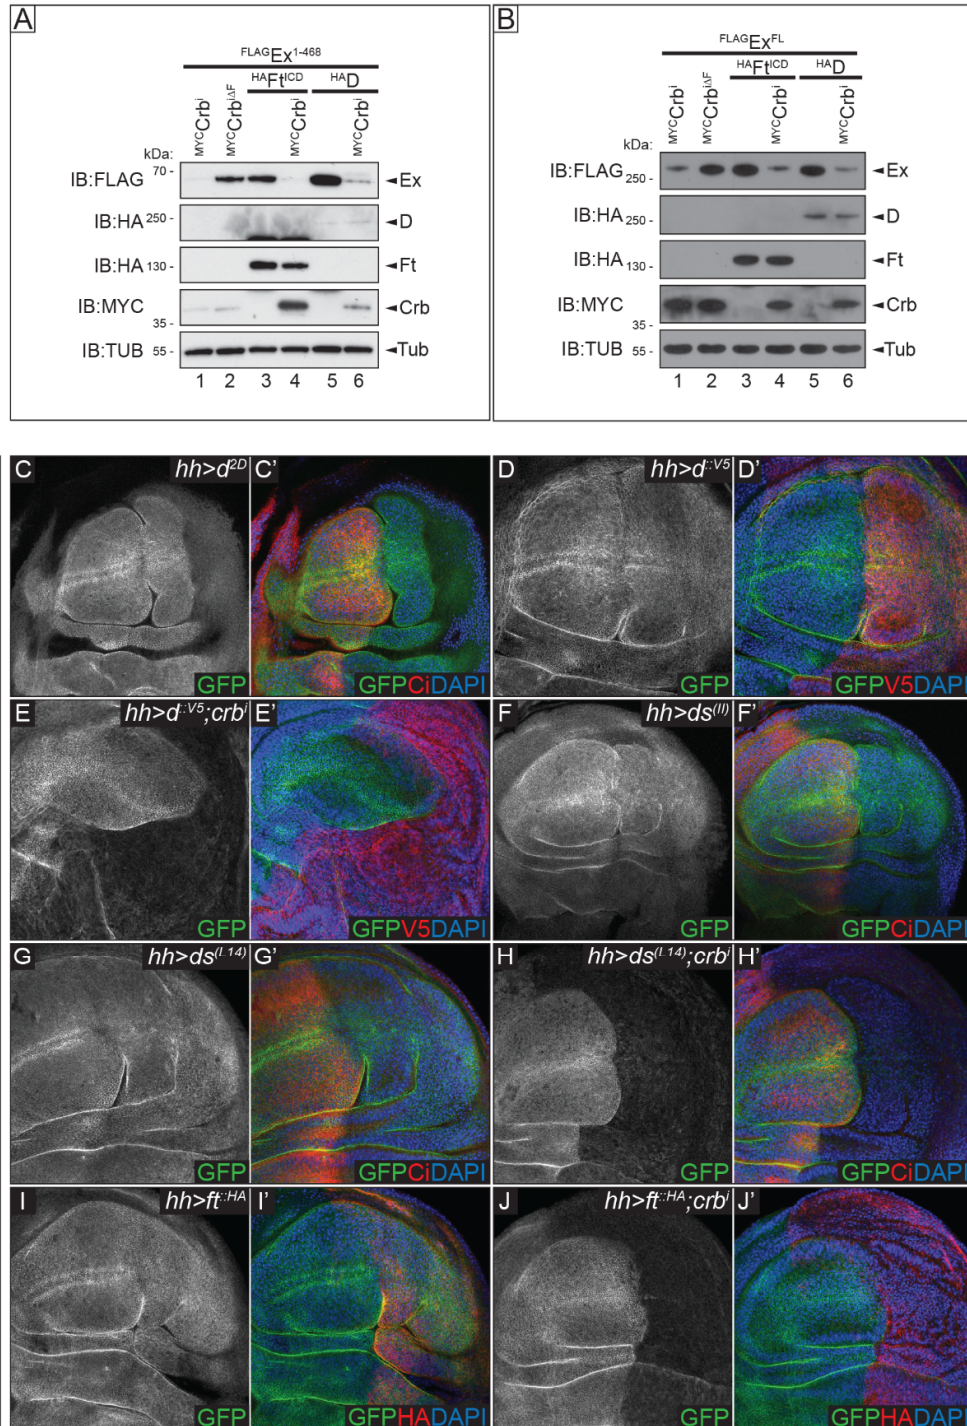 A
FLAGEx1-468
HAFtICD HAD
MYCCrbi MYCCrbiΔF MYCCrbi MYCCrbi
kDa:
IB:FLAG 70 - ◄Ex
IB:HA 250 - ◄D
IB:HA 130 - ◄Ft
IB:MYC 35 - ◄Crb
IB:TUB 55 - ◄Tub
1 2 3 4 5 6
B
FLAGExFL
HAFtICD HAD
MYCCrbi MYCCrbiΔF MYCCrbi MYCCrbi
kDa:
IB:FLAG 250 - ◄Ex
IB:HA 250 - ◄D
IB:HA 130 - ◄Ft
IB:MYC 35 - ◄Crb
IB:TUB 55 - ◄Tub
1 2 3 4 5 6
C hh>d2D C' D hh>d::V5 D'
GFP GFPCiDAPI GFP GFPV5DAPI
E hh>d::V5;crbi E' F hh>ds(II) F'
GFP GFPV5DAPI GFP GFPCiDAPI
G hh>ds(L14) G' H hh>ds(L14);crbi H'
GFP GFPCiDAPI GFP GFPCiDAPI
I hh>ft::HA I' J hh>ft::HA;crbi J'
GFP GFPHADAPI GFP GFPHADAPI